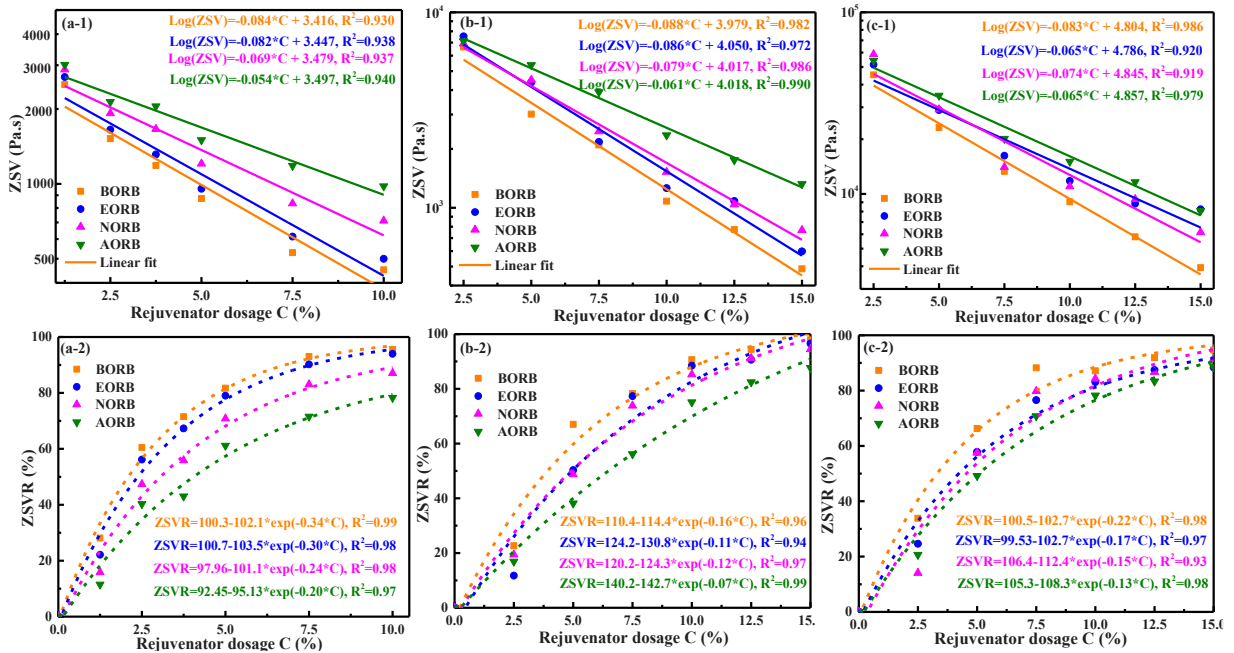 (a-1)
Log(ZSV)=-0.084*C + 3.416, R²=0.930
Log(ZSV)=-0.082*C + 3.447, R²=0.938
Log(ZSV)=-0.069*C + 3.479, R²=0.937
Log(ZSV)=-0.054*C + 3.497, R²=0.940
4000
3000
2000
1000
500
ZSV (Pa.s)
BORB
EORB
NORB
AORB
Linear fit
2.5 5.0 7.5 10.0
Rejuvenator dosage C (%)
(b-1)
Log(ZSV)=-0.088*C + 3.979, R²=0.982
Log(ZSV)=-0.086*C + 4.050, R²=0.972
Log(ZSV)=-0.079*C + 4.017, R²=0.986
Log(ZSV)=-0.061*C + 4.018, R²=0.990
10⁴
10³
ZSV (Pa.s)
BORB
EORB
NORB
AORB
Linear fit
2.5 5.0 7.5 10.0 12.5 15.0
Rejuvenator dosage C (%)
(c-1)
Log(ZSV)=-0.083*C + 4.804, R²=0.986
Log(ZSV)=-0.065*C + 4.786, R²=0.920
Log(ZSV)=-0.074*C + 4.845, R²=0.919
Log(ZSV)=-0.065*C + 4.857, R²=0.979
10⁵
10⁴
ZSV (Pa.s)
BORB
EORB
NORB
AORB
Linear fit
2.5 5.0 7.5 10.0 12.5 15.0
Rejuvenator dosage C (%)
(a-2)
100
80
60
40
20
0
ZSVR (%)
BORB
EORB
NORB
AORB
ZSVR=100.3-102.1*exp(-0.34*C), R²=0.99
ZSVR=100.7-103.5*exp(-0.30*C), R²=0.98
ZSVR=97.96-101.1*exp(-0.24*C), R²=0.98
ZSVR=92.45-95.13*exp(-0.20*C), R²=0.97
0.0 2.5 5.0 7.5 10.0
Rejuvenator dosage C (%)
(b-2)
100
80
60
40
20
0
ZSVR (%)
BORB
EORB
NORB
AORB
ZSVR=110.4-114.4*exp(-0.16*C), R²=0.96
ZSVR=124.2-130.8*exp(-0.11*C), R²=0.94
ZSVR=120.2-124.3*exp(-0.12*C), R²=0.97
ZSVR=140.2-142.7*exp(-0.07*C), R²=0.99
0.0 2.5 5.0 7.5 10.0 12.5 15.
Rejuvenator dosage C (%)
(c-2)
100
80
60
40
20
0
ZSVR (%)
BORB
EORB
NORB
AORB
ZSVR=100.5-102.7*exp(-0.22*C), R²=0.98
ZSVR=99.53-102.7*exp(-0.17*C), R²=0.97
ZSVR=106.4-112.4*exp(-0.15*C), R²=0.93
ZSVR=105.3-108.3*exp(-0.13*C), R²=0.98
0.0 2.5 5.0 7.5 10.0 12.5 15.
Rejuvenator dosage C (%)